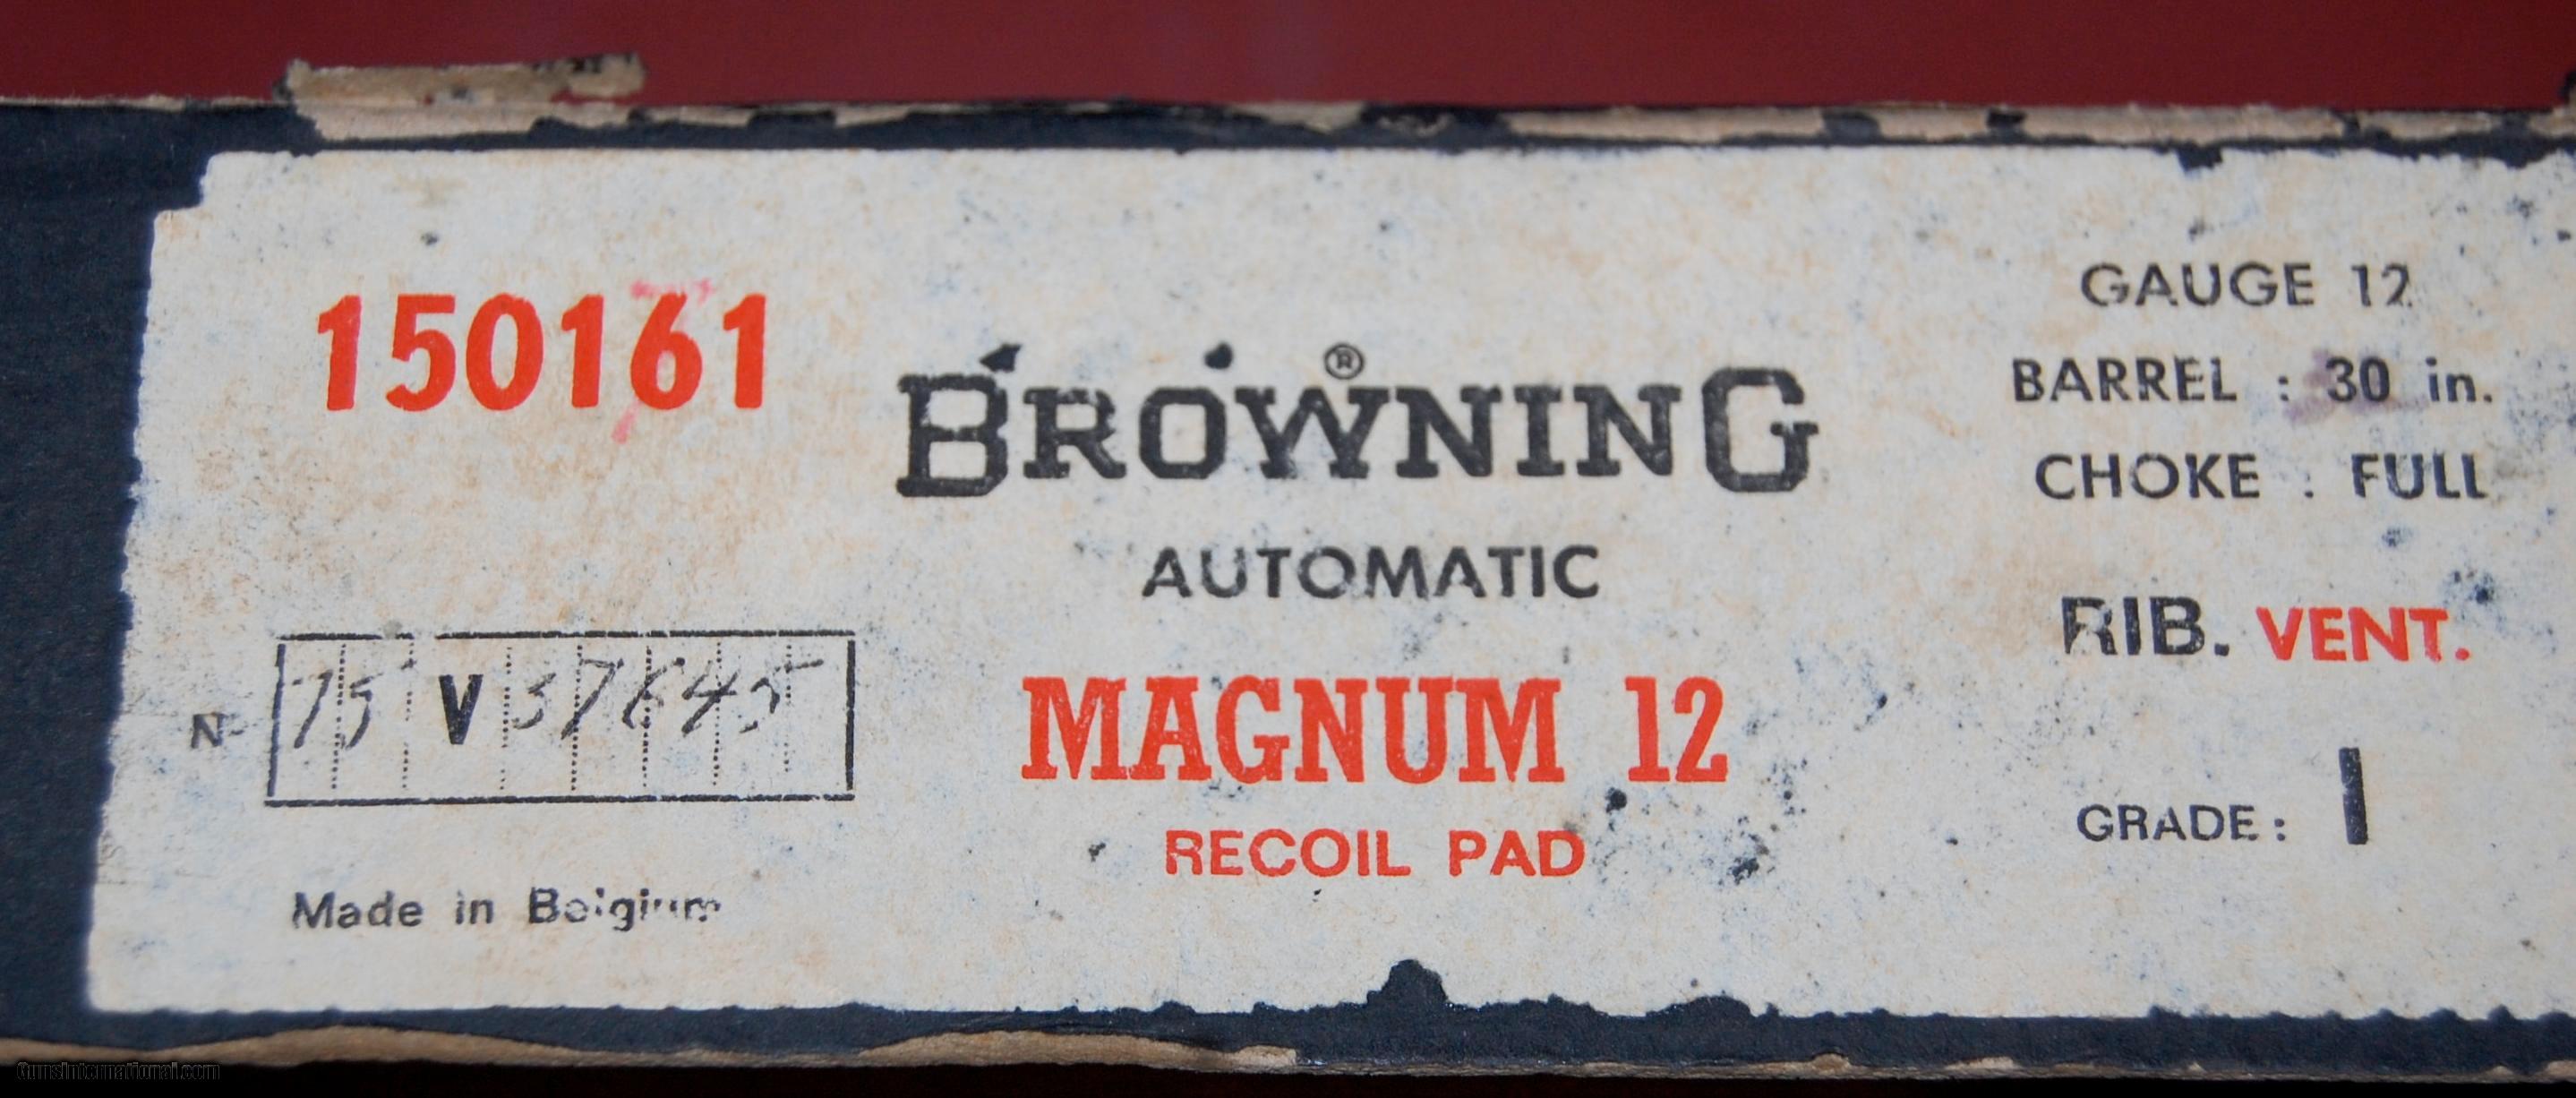 150161
BROWNING ®
AUTOMATIC
MAGNUM 12
RECOIL PAD
GAUGE 12
BARREL : 30 in.
CHOKE : FULL
RIB. VENT.
GRADE: I
N- 75 V 37645
Made in Belgium
GunsInternational.com